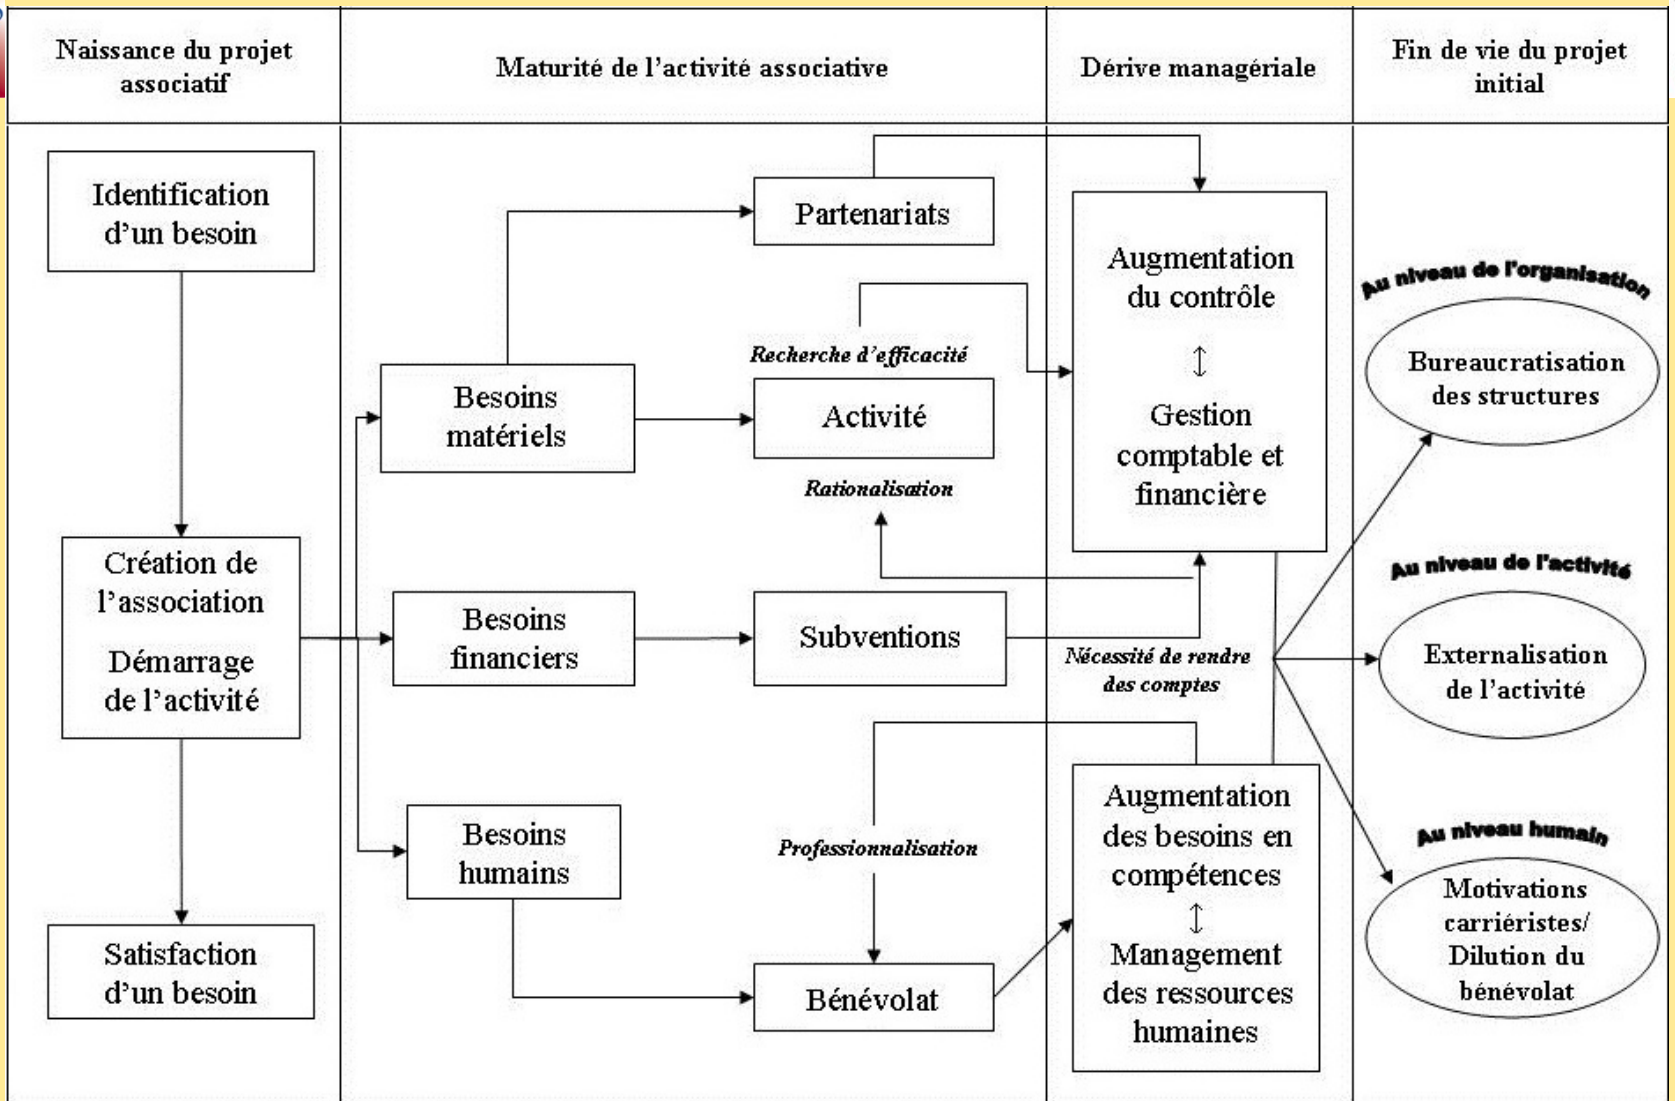 Naissance du projet
associatif
Maturité de l'activité associative
Dérive managériale
Fin de vie du projet
initial
Identification
d'un besoin
Création de
l'association
Démarrage
de l'activité
Satisfaction
d'un besoin
Besoins
matériels
Besoins
financiers
Besoins
humains
Partenariats
Recherche d'efficacité
Activité
Rationalisation
Subventions
Professionnalisation
Bénévolat
Augmentation
du contrôle
↕
Gestion
comptable et
financière
Nécessité de rendre
des comptes
Augmentation
des besoins en
compétences
↕
Management
des ressources
humaines
Au niveau de l'organisation
Bureaucratisation
des structures
Au niveau de l'activité
Externalisation
de l'activité
Au niveau humain
Motivations
carriéristes/
Dilution du
bénévolat